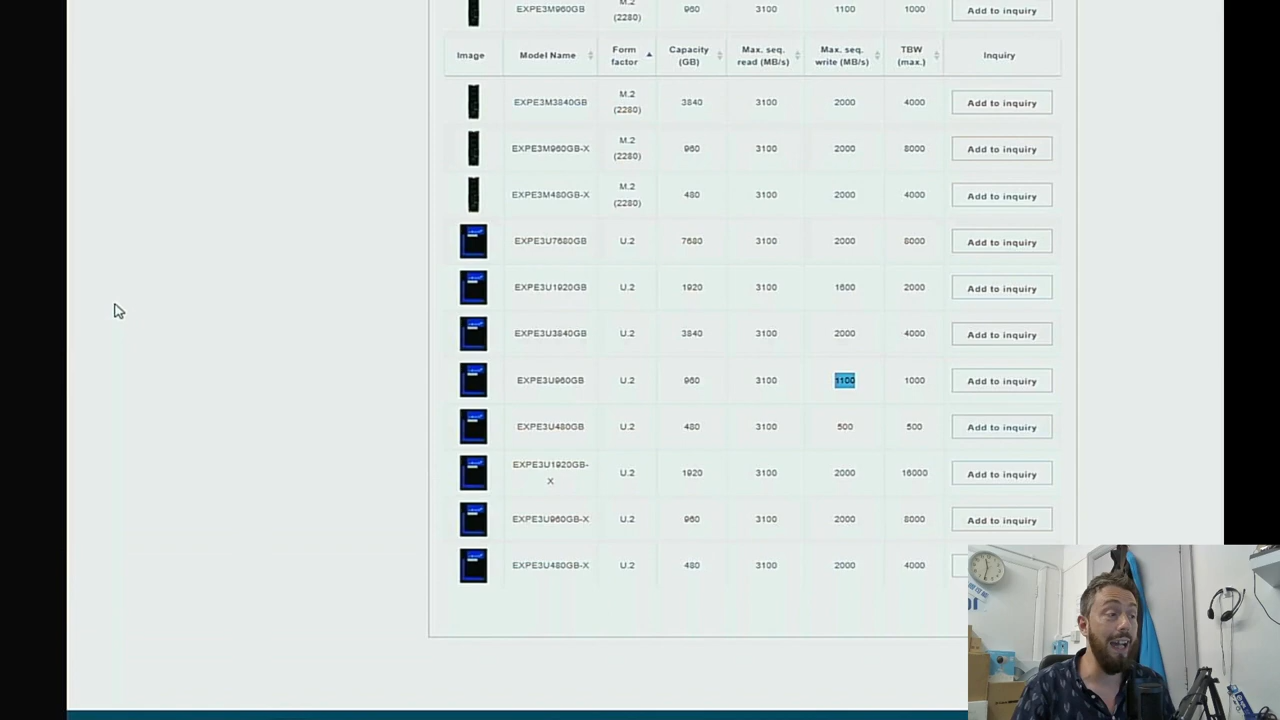 EXPE3M960GB M.2 (2280) 960 3100 1100 1000 Add to inquiry
Image Model Name Form factor Capacity (GB) Max. seq. read (MB/s) Max. seq. write (MB/s) TBW (max.) Inquiry
EXPE3M3840GB M.2 (2280) 3840 3100 2000 4000 Add to inquiry
EXPE3M960GB-X M.2 (2280) 960 3100 2000 8000 Add to inquiry
EXPE3M480GB-X M.2 (2280) 480 3100 2000 4000 Add to inquiry
EXPE3U7680GB U.2 7680 3100 2000 8000 Add to inquiry
EXPE3U1920GB U.2 1920 3100 1600 2000 Add to inquiry
EXPE3U3840GB U.2 3840 3100 2000 4000 Add to inquiry
EXPE3U960GB U.2 960 3100 1100 1000 Add to inquiry
EXPE3U480GB U.2 480 3100 500 500 Add to inquiry
EXPE3U1920GB-X U.2 1920 3100 2000 16000 Add to inquiry
EXPE3U960GB-X U.2 960 3100 2000 8000 Add to inquiry
EXPE3U480GB-X U.2 480 3100 2000 4000